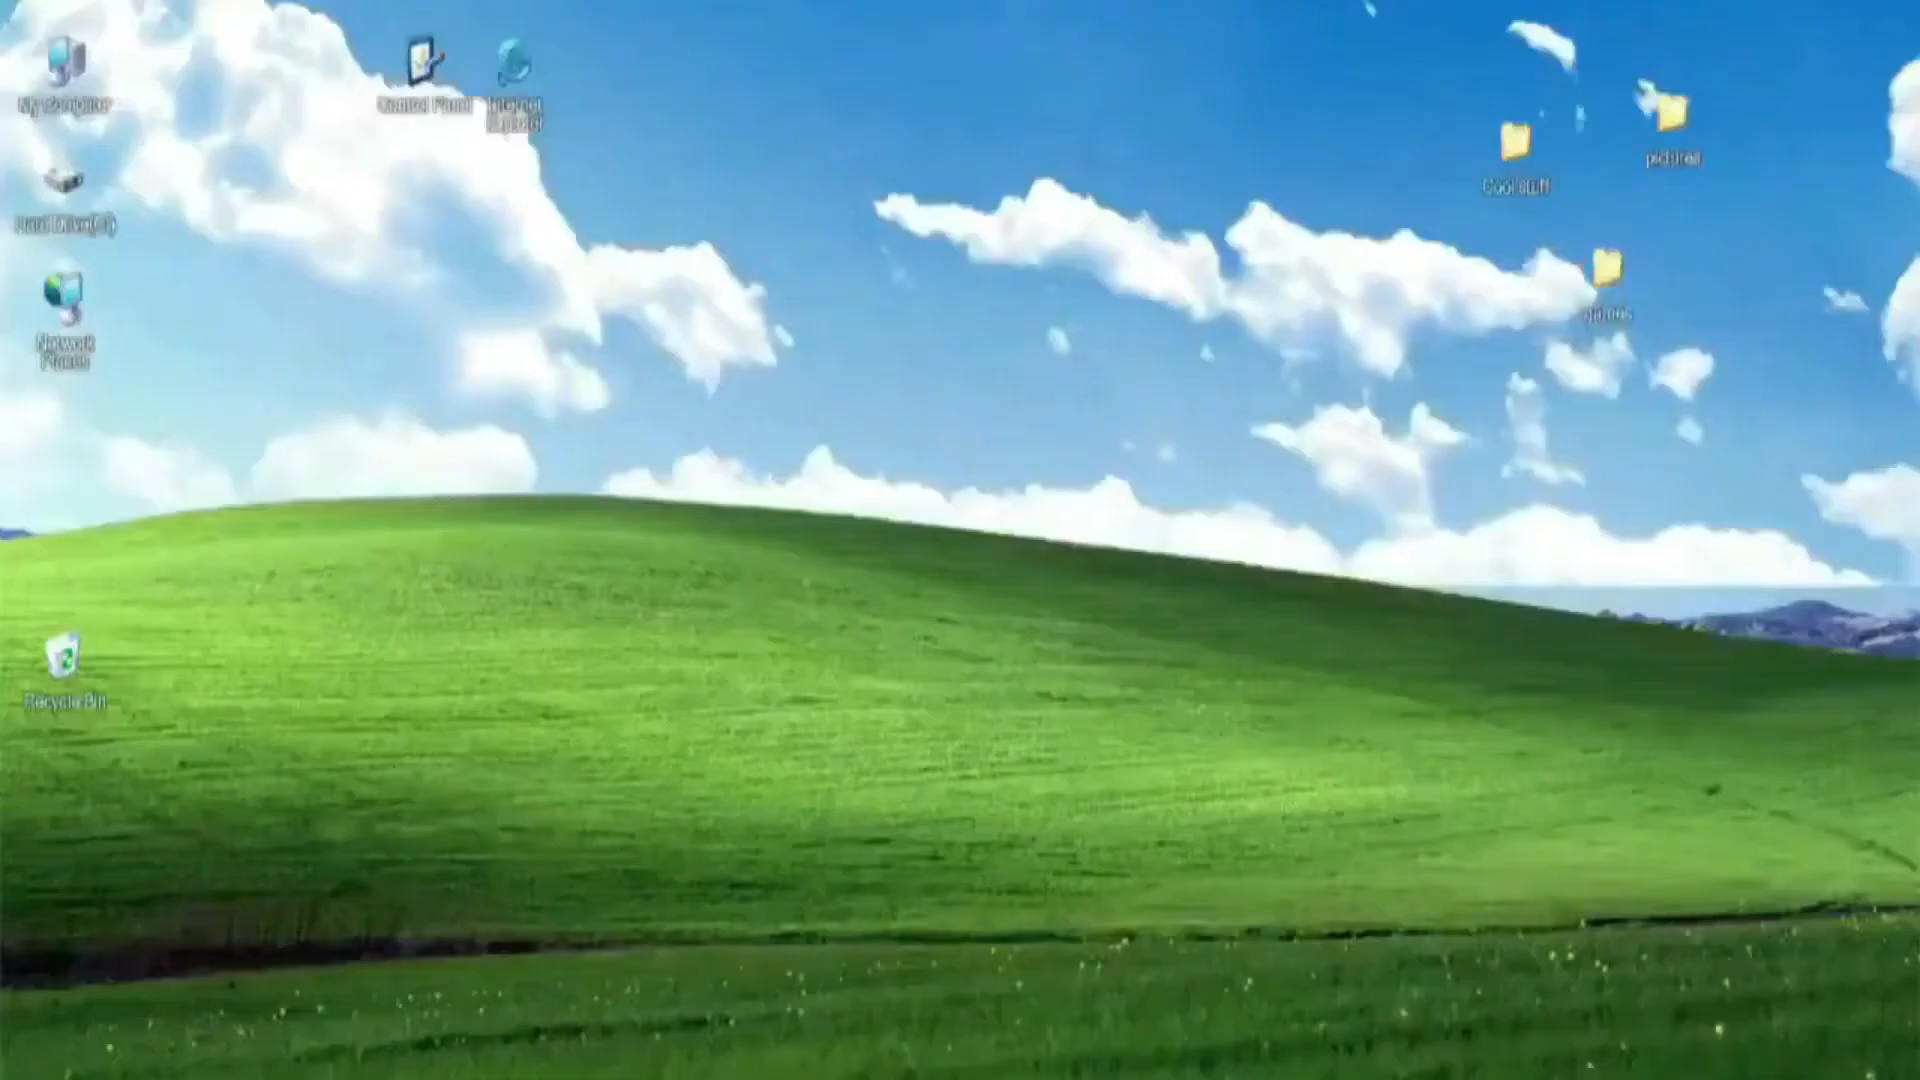 My Computer
Control Panel
Internet
Explorer
Cool stuff
pictures
Hard Drive(C:)
Network
Places
Recycle Bin